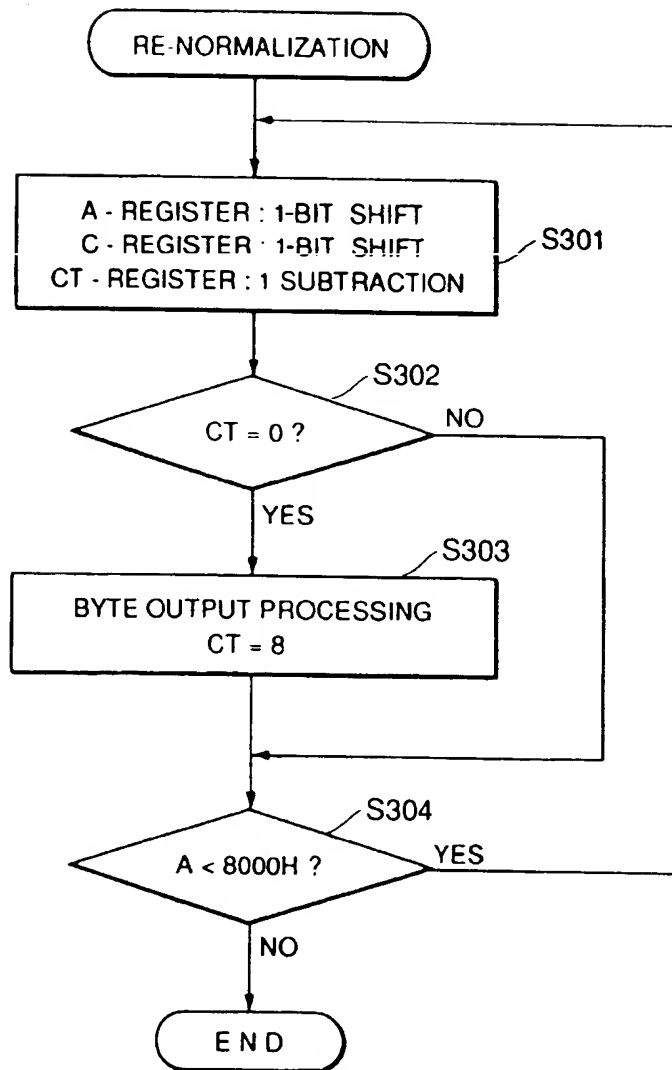 RE-NORMALIZATION
A - REGISTER : 1-BIT SHIFT
C - REGISTER : 1-BIT SHIFT
CT - REGISTER : 1 SUBTRACTION
S301
S302
CT = 0 ?
NO
YES
S303
BYTE OUTPUT PROCESSING
CT = 8
S304
A < 8000H ?
YES
NO
END